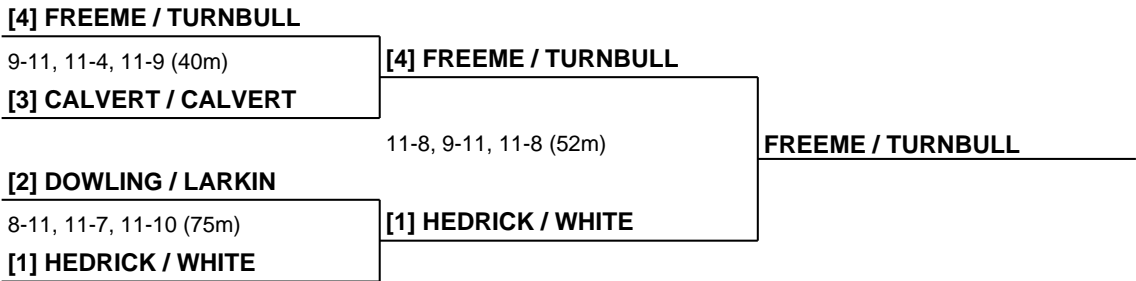 [4] FREEME / TURNBULL
9-11, 11-4, 11-9 (40m)
[4] FREEME / TURNBULL
[3] CALVERT / CALVERT
11-8, 9-11, 11-8 (52m)
FREEME / TURNBULL
[2] DOWLING / LARKIN
8-11, 11-7, 11-10 (75m)
[1] HEDRICK / WHITE
[1] HEDRICK / WHITE